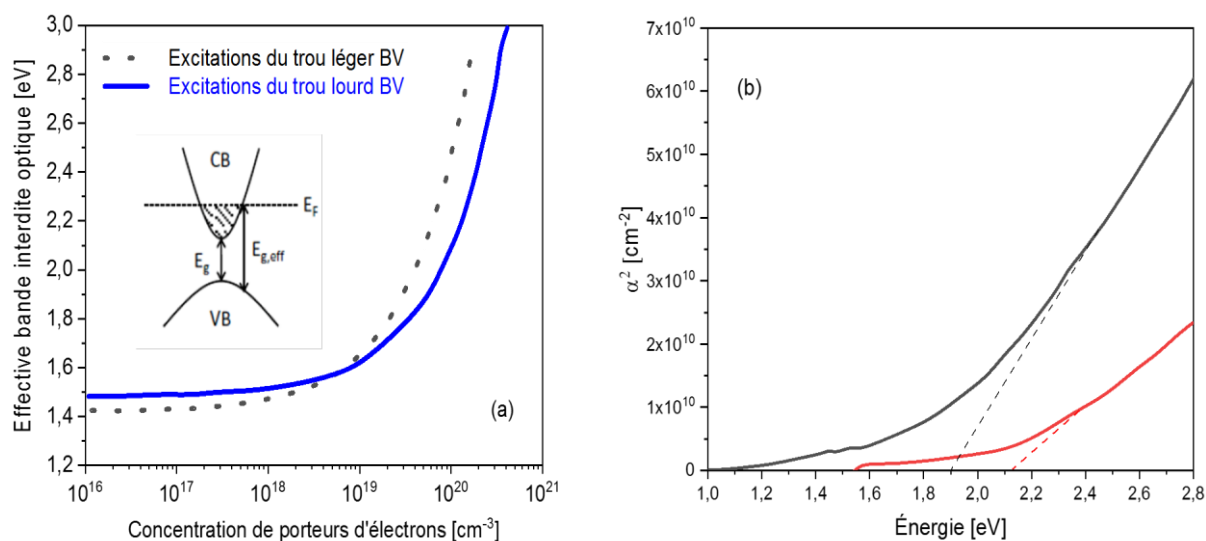 3,0
2,8
2,6
2,4
2,2
2,0
1,8
1,6
1,4
1,2
Effective bande interdite optique [eV]
Excitations du trou léger BV
Excitations du trou lourd BV
CB
E_F
E_g
E_g,eff
VB
(a)
10^16 10^17 10^18 10^19 10^20 10^21
Concentration de porteurs d'électrons [cm^-3]
7x10^10
6x10^10
5x10^10
4x10^10
3x10^10
2x10^10
1x10^10
0
α^2 [cm^-2]
(b)
1,0 1,2 1,4 1,6 1,8 2,0 2,2 2,4 2,6 2,8
Énergie [eV]